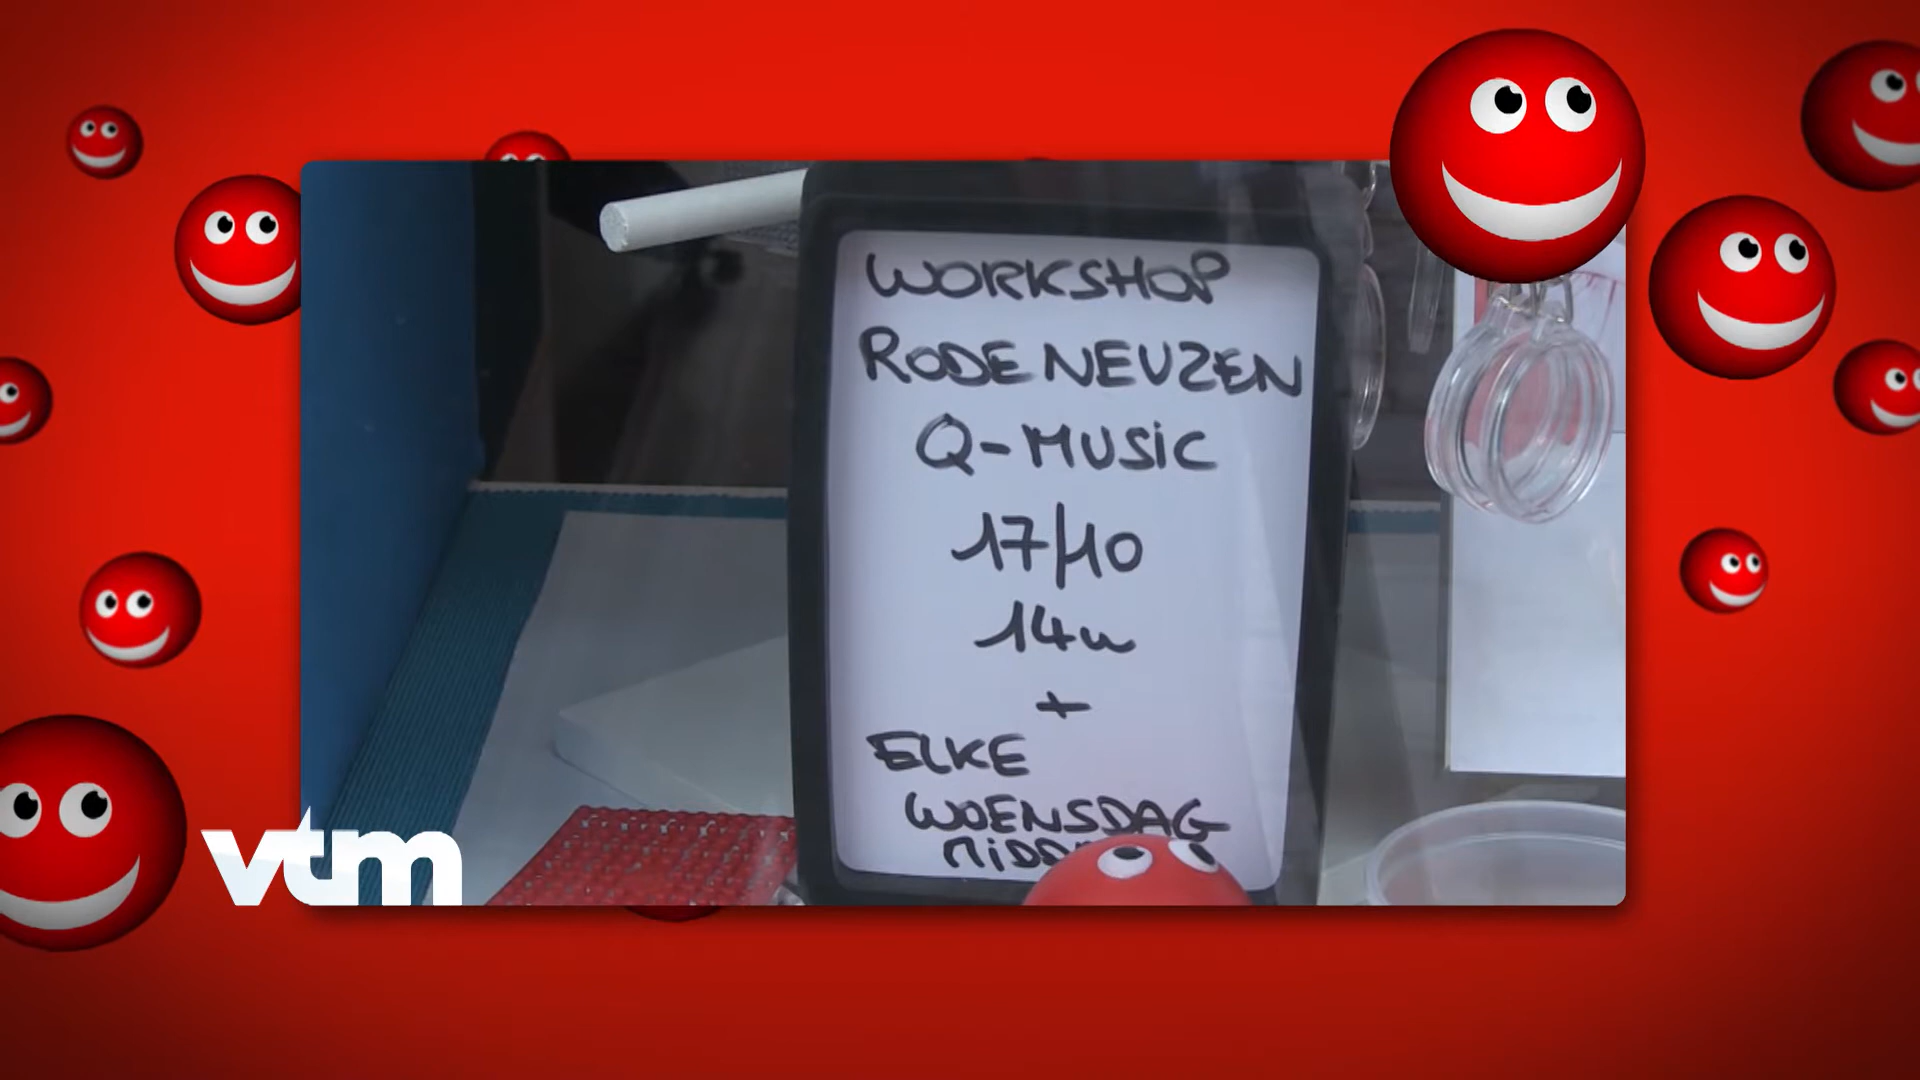 WORKSHOP
RODE NEUZEN
Q-MUSiC
17/10
14u
+
ELKE
WOENSDAG
vtm